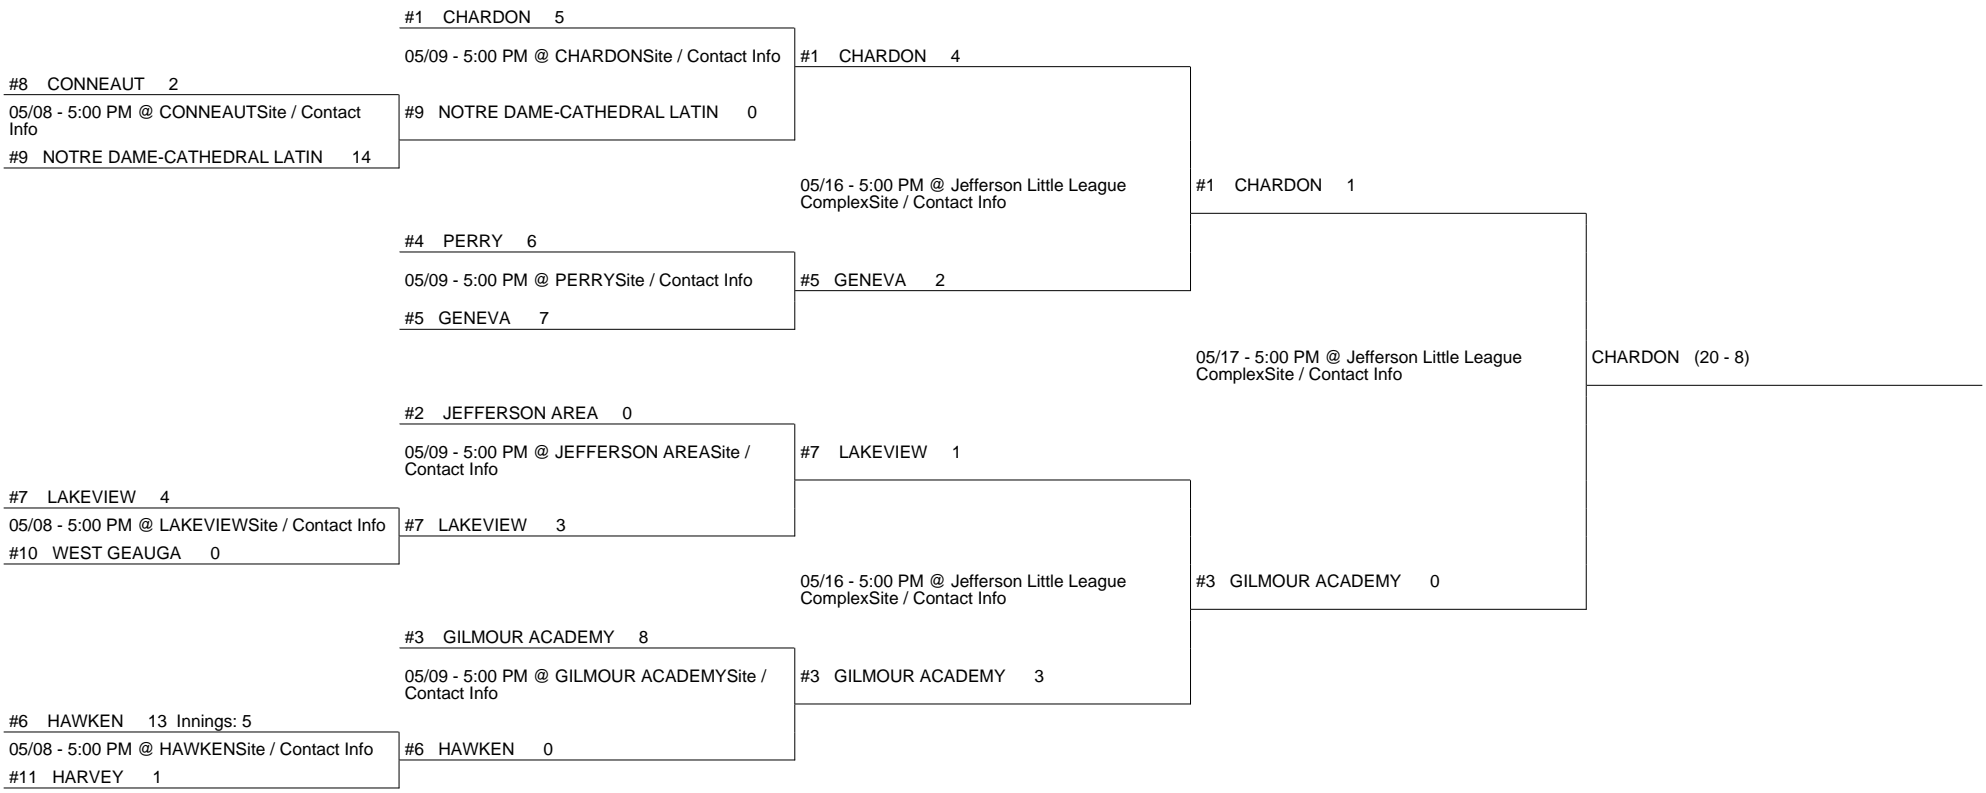 #1 CHARDON 5
05/09 - 5:00 PM @ CHARDONSite / Contact Info
#1 CHARDON 4
#8 CONNEAUT 2
05/08 - 5:00 PM @ CONNEAUTSite / Contact
Info
#9 NOTRE DAME-CATHEDRAL LATIN 0
#9 NOTRE DAME-CATHEDRAL LATIN 14
05/16 - 5:00 PM @ Jefferson Little League
ComplexSite / Contact Info
#1 CHARDON 1
#4 PERRY 6
05/09 - 5:00 PM @ PERRYSite / Contact Info
#5 GENEVA 2
#5 GENEVA 7
05/17 - 5:00 PM @ Jefferson Little League
ComplexSite / Contact Info
CHARDON (20 - 8)
#2 JEFFERSON AREA 0
05/09 - 5:00 PM @ JEFFERSON AREASite /
Contact Info
#7 LAKEVIEW 1
#7 LAKEVIEW 4
05/08 - 5:00 PM @ LAKEVIEWSite / Contact Info
#7 LAKEVIEW 3
#10 WEST GEAUGA 0
05/16 - 5:00 PM @ Jefferson Little League
ComplexSite / Contact Info
#3 GILMOUR ACADEMY 0
#3 GILMOUR ACADEMY 8
05/09 - 5:00 PM @ GILMOUR ACADEMYSite /
Contact Info
#3 GILMOUR ACADEMY 3
#6 HAWKEN 13 Innings: 5
05/08 - 5:00 PM @ HAWKENSite / Contact Info
#6 HAWKEN 0
#11 HARVEY 1